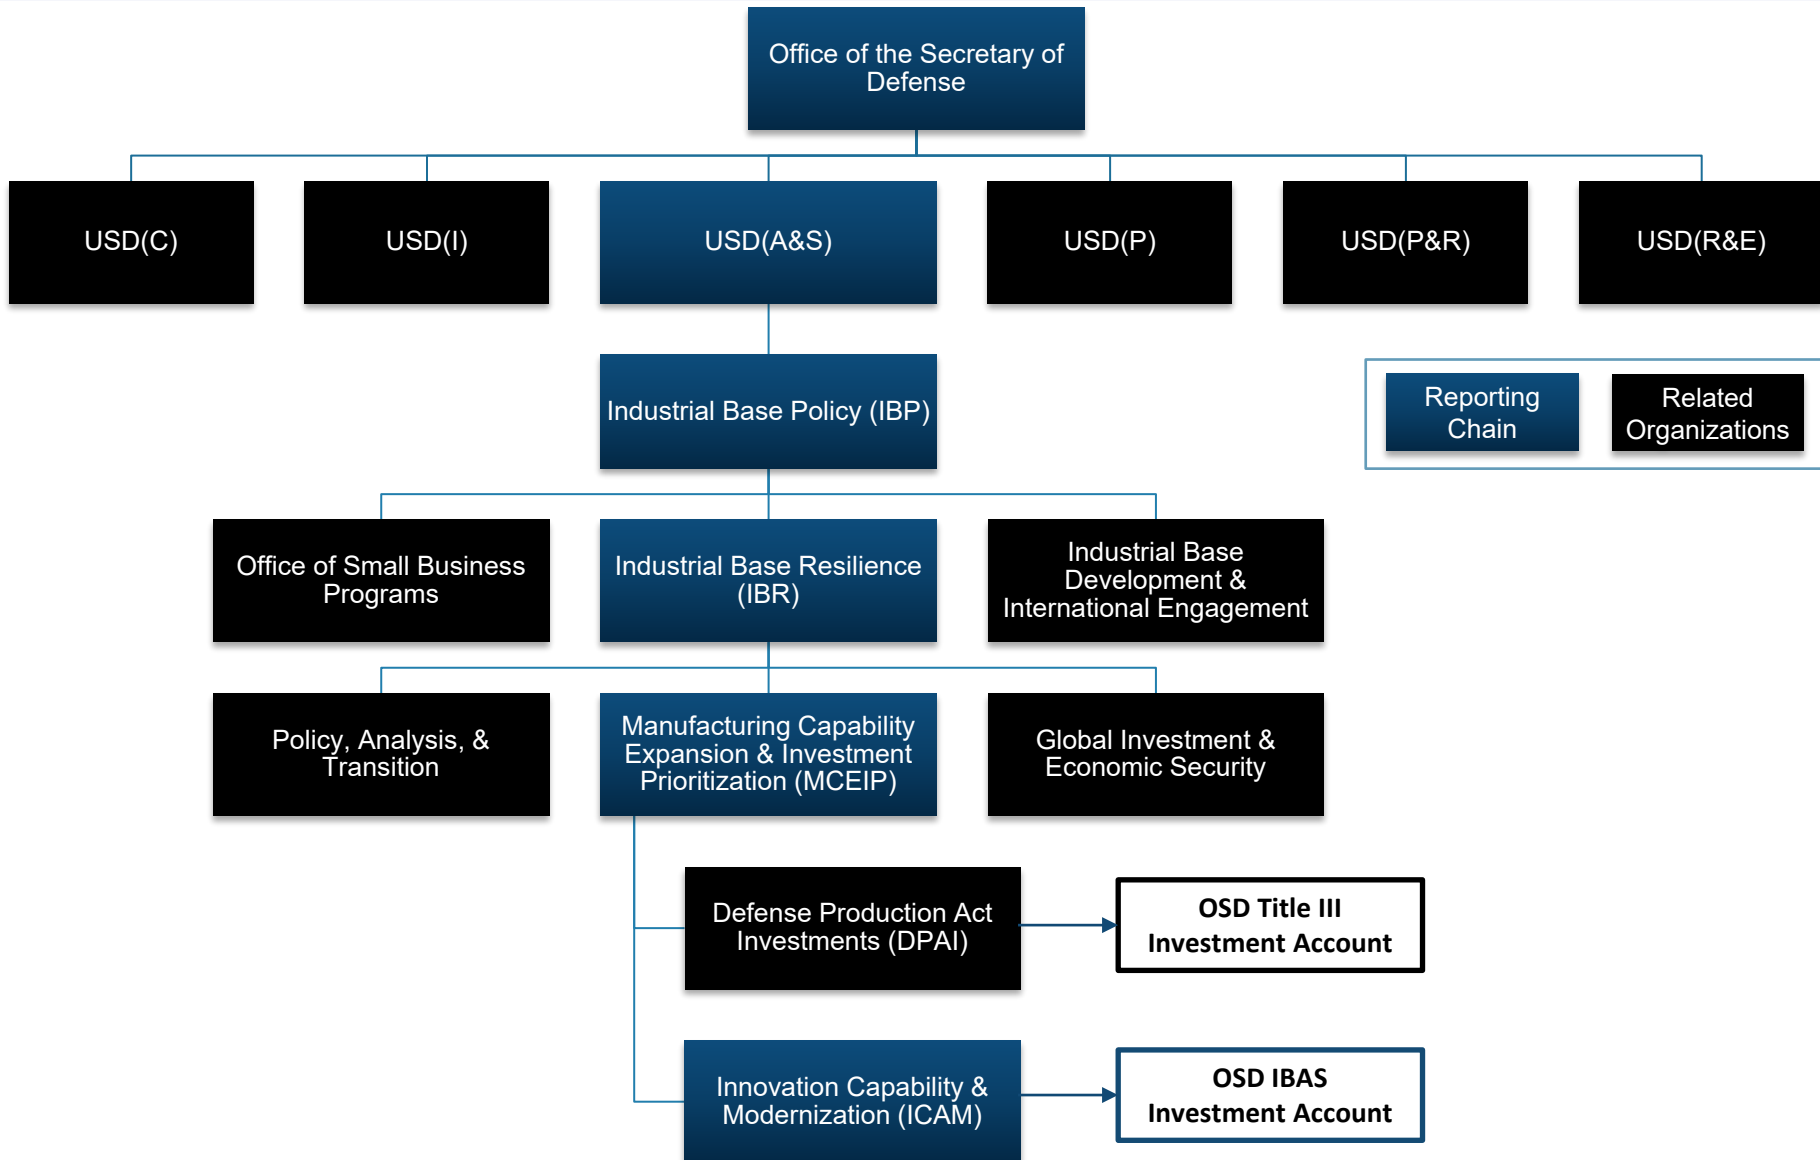 Office of the Secretary of
Defense
USD(C)
USD(I)
USD(A&S)
USD(P)
USD(P&R)
USD(R&E)
Industrial Base Policy (IBP)
Reporting
Chain
Related
Organizations
Office of Small Business
Programs
Industrial Base Resilience
(IBR)
Industrial Base
Development &
International Engagement
Policy, Analysis, &
Transition
Manufacturing Capability
Expansion & Investment
Prioritization (MCEIP)
Global Investment &
Economic Security
Defense Production Act
Investments (DPAI)
OSD Title III
Investment Account
Innovation Capability &
Modernization (ICAM)
OSD IBAS
Investment Account